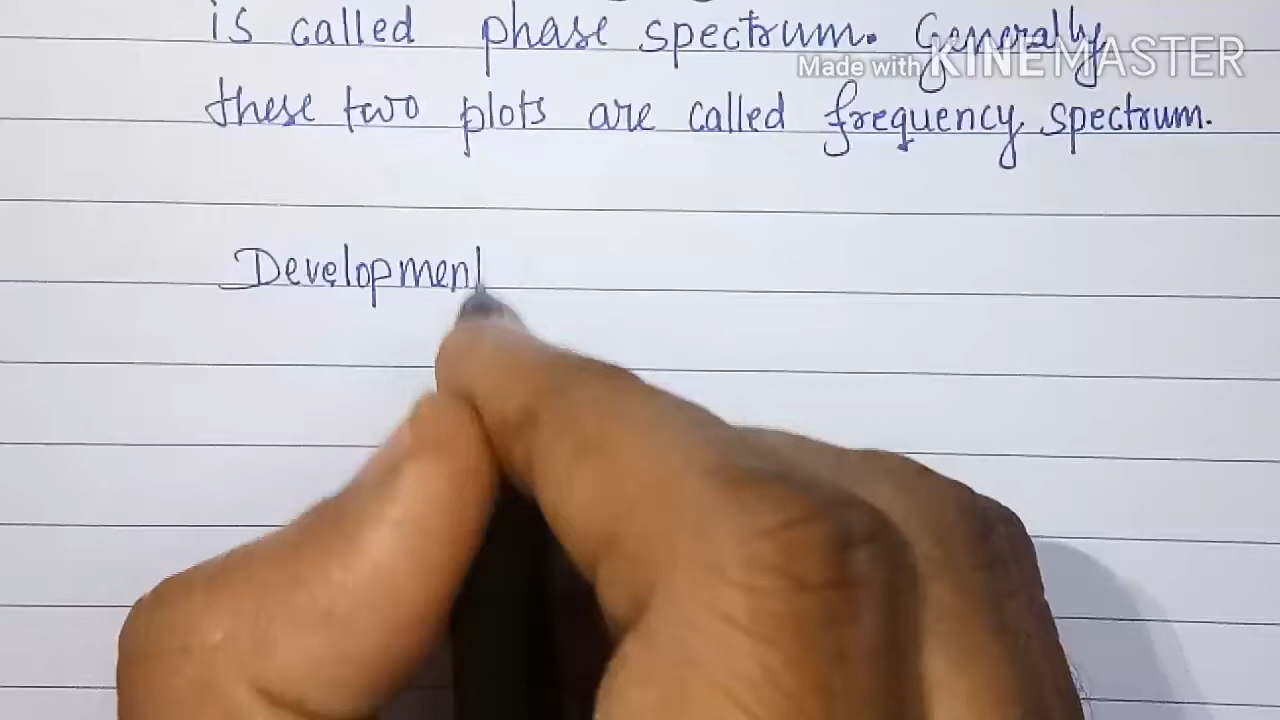 is called phase spectrum. Generally
Made with KINEMASTER
these two plots are called frequency spectrum.
Development